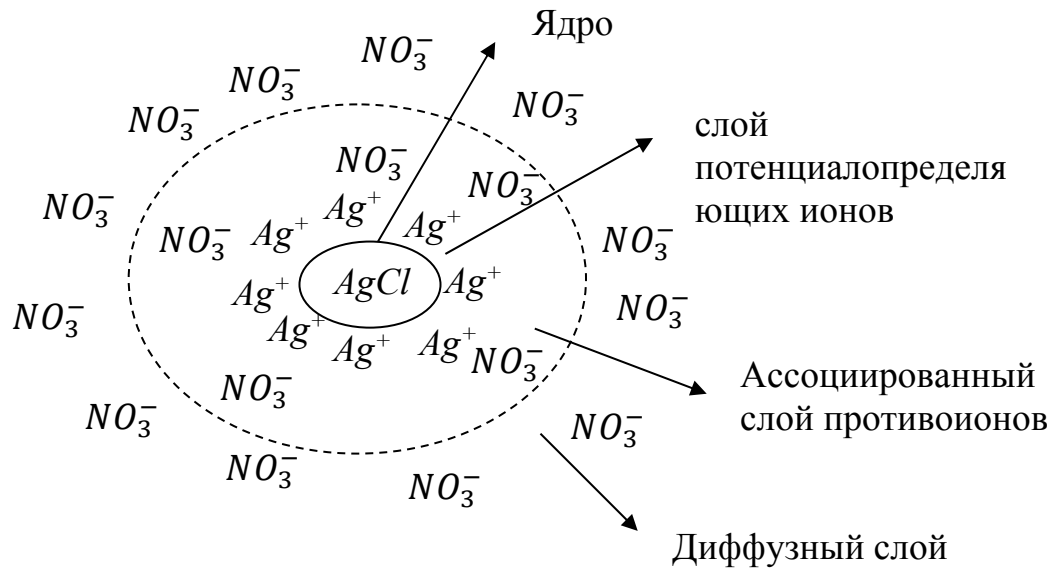 Ядро
NO₃⁻
NO₃⁻
NO₃⁻
NO₃⁻
слой
потенциалопределя
ющих ионов
NO₃⁻
NO₃⁻
NO₃⁻
Ag⁺
Ag⁺
Ag⁺
NO₃⁻
NO₃⁻
Ag⁺
AgCl
Ag⁺
NO₃⁻
NO₃⁻
Ag⁺
Ag⁺
Ag⁺
NO₃⁻
NO₃⁻
Ассоциированный
слой противоионов
NO₃⁻
NO₃⁻
NO₃⁻
NO₃⁻
Диффузный слой